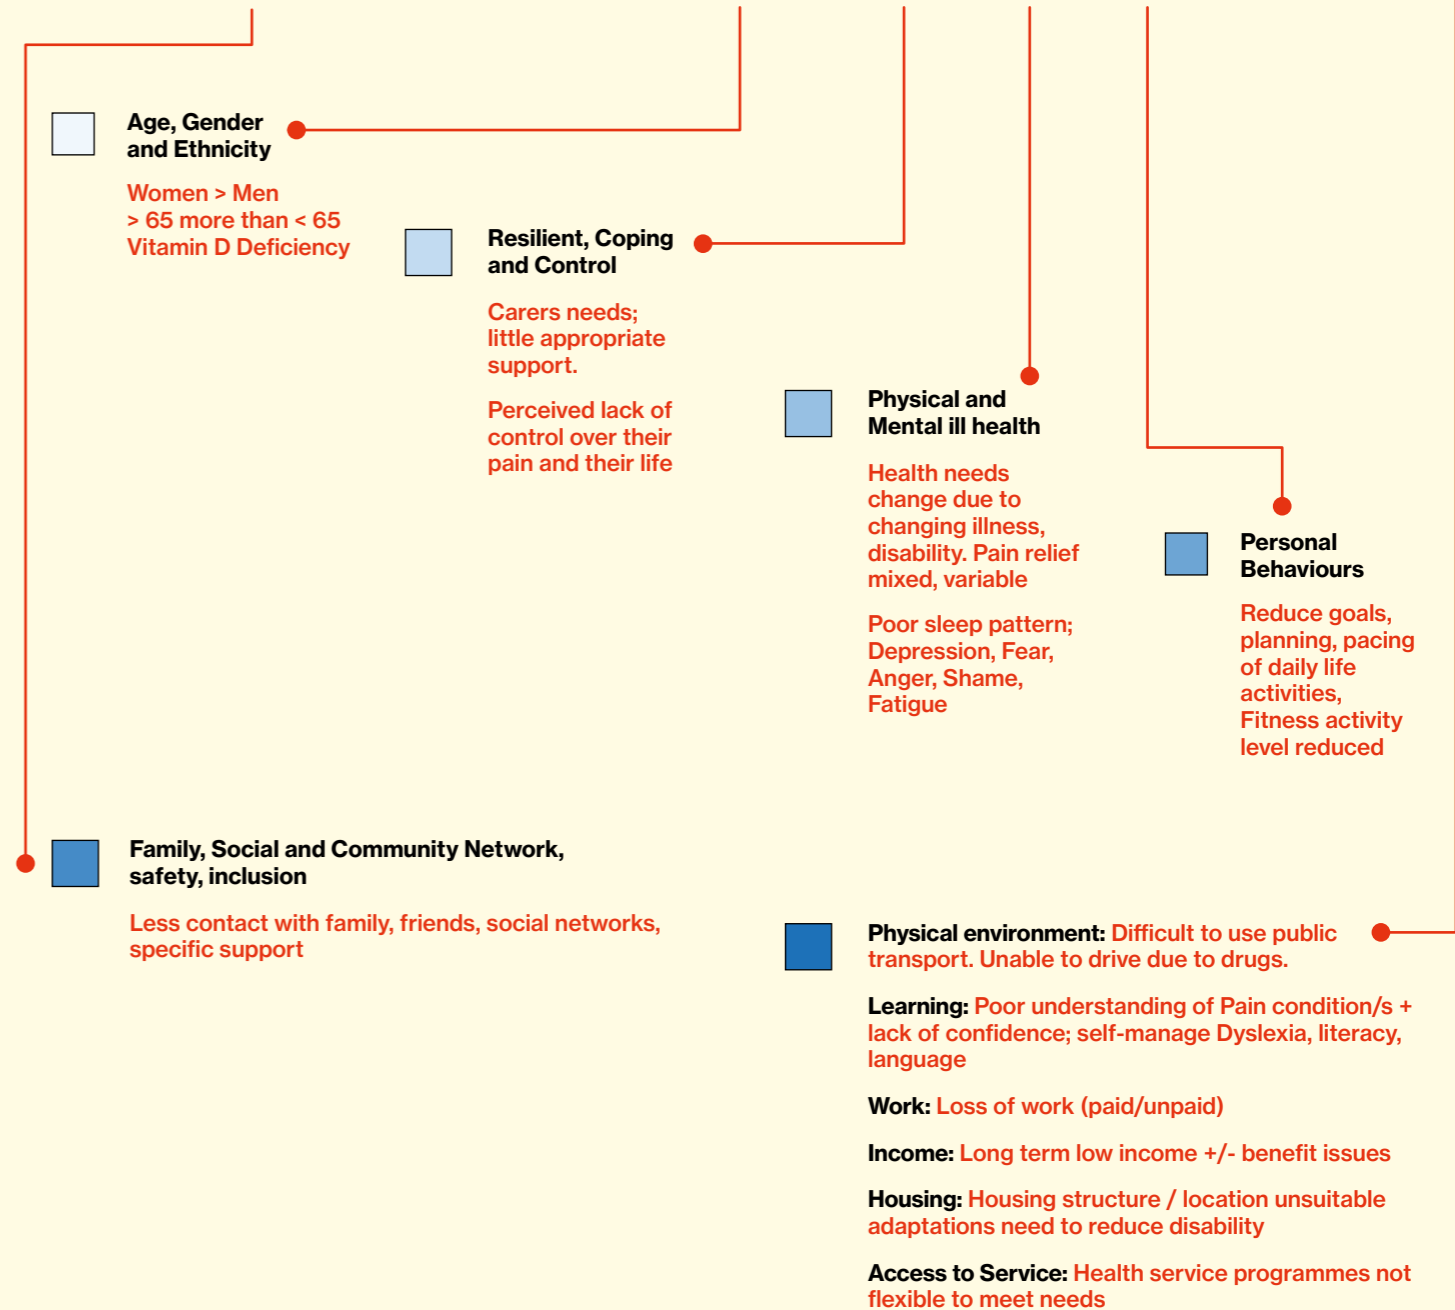 Age, Gender
and Ethnicity
Women > Men
> 65 more than < 65
Vitamin D Deficiency
Resilient, Coping
and Control
Carers needs;
little appropriate
support.
Perceived lack of
control over their
pain and their life
Physical and
Mental ill health
Health needs
change due to
changing illness,
disability. Pain relief
mixed, variable
Poor sleep pattern;
Depression, Fear,
Anger, Shame,
Fatigue
Personal
Behaviours
Reduce goals,
planning, pacing
of daily life
activities,
Fitness activity
level reduced
Family, Social and Community Network,
safety, inclusion
Less contact with family, friends, social networks,
specific support
Physical environment: Difficult to use public
transport. Unable to drive due to drugs.
Learning: Poor understanding of Pain condition/s +
lack of confidence; self-manage Dyslexia, literacy,
language
Work: Loss of work (paid/unpaid)
Income: Long term low income +/- benefit issues
Housing: Housing structure / location unsuitable
adaptations need to reduce disability
Access to Service: Health service programmes not
flexible to meet needs